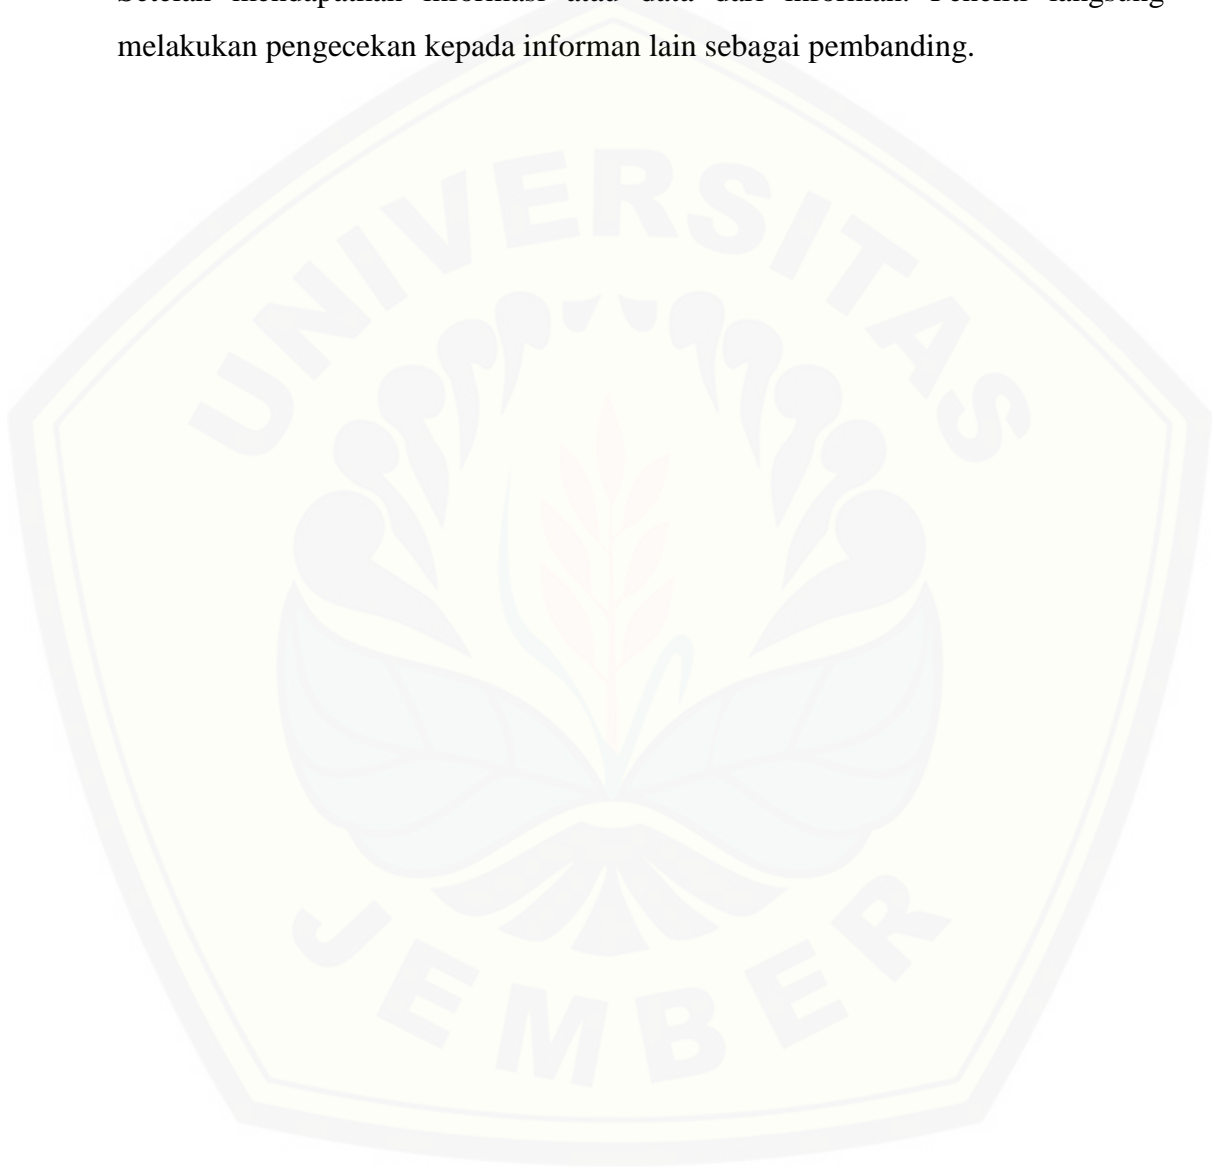 Setelah mendapatkan informasi atau data dari informan. Peneliti langsung
melakukan pengecekan kepada informan lain sebagai pembanding.
UNIVERSITAS
JEMBER